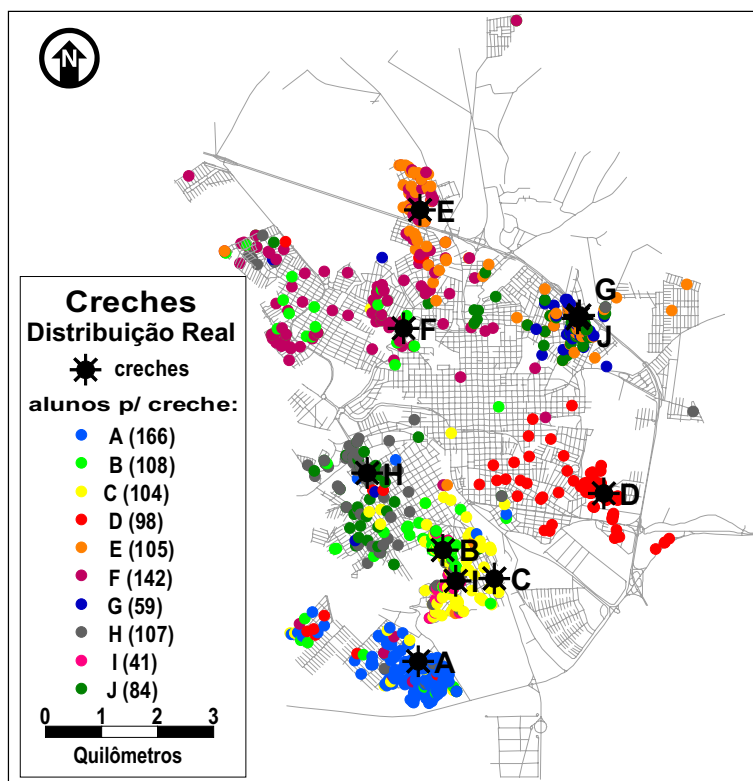 N
E
G
F
J
H
D
B
I
C
A
Creches
Distribuição Real
creches
alunos p/ creche:
A (166)
B (108)
C (104)
D (98)
E (105)
F (142)
G (59)
H (107)
I (41)
J (84)
0 1 2 3
Quilômetros